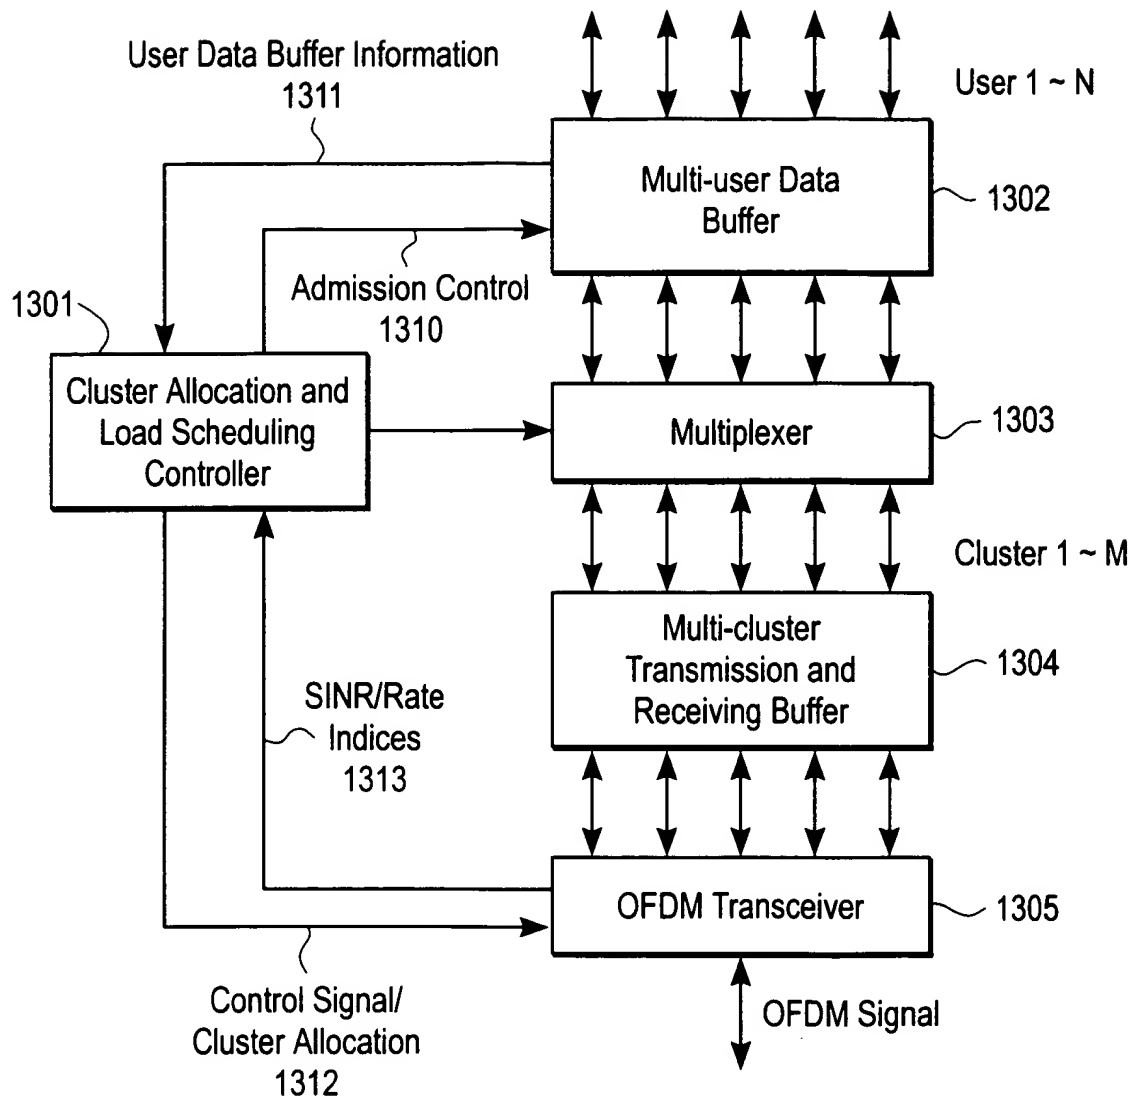 User Data Buffer Information
1311
User 1 ~ N
Multi-user Data
Buffer
1302
Admission Control
1310
1301
Cluster Allocation and
Load Scheduling
Controller
Multiplexer
1303
Cluster 1 ~ M
Multi-cluster
Transmission and
Receiving Buffer
1304
SINR/Rate
Indices
1313
OFDM Transceiver
1305
Control Signal/
Cluster Allocation
1312
OFDM Signal